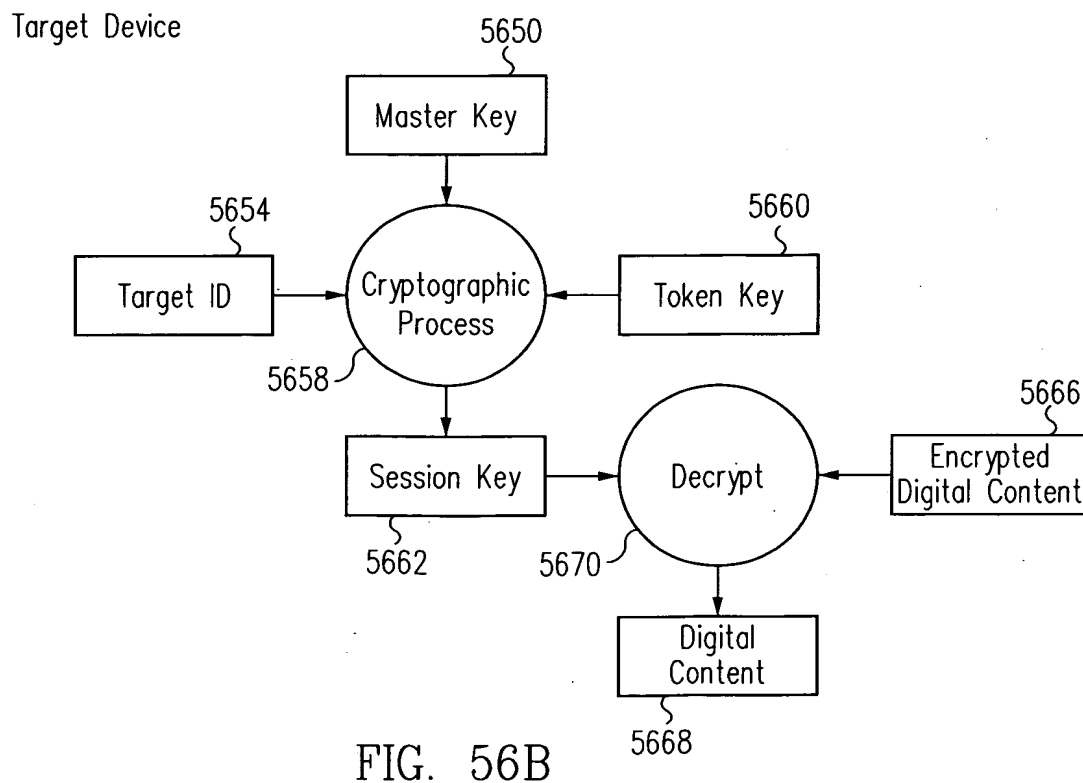 Target Device
5650
Master Key
5654
5660
Target ID
Cryptographic
Process
Token Key
5658
5666
Session Key
Decrypt
Encrypted
Digital Content
5662
5670
Digital
Content
5668
FIG. 56B